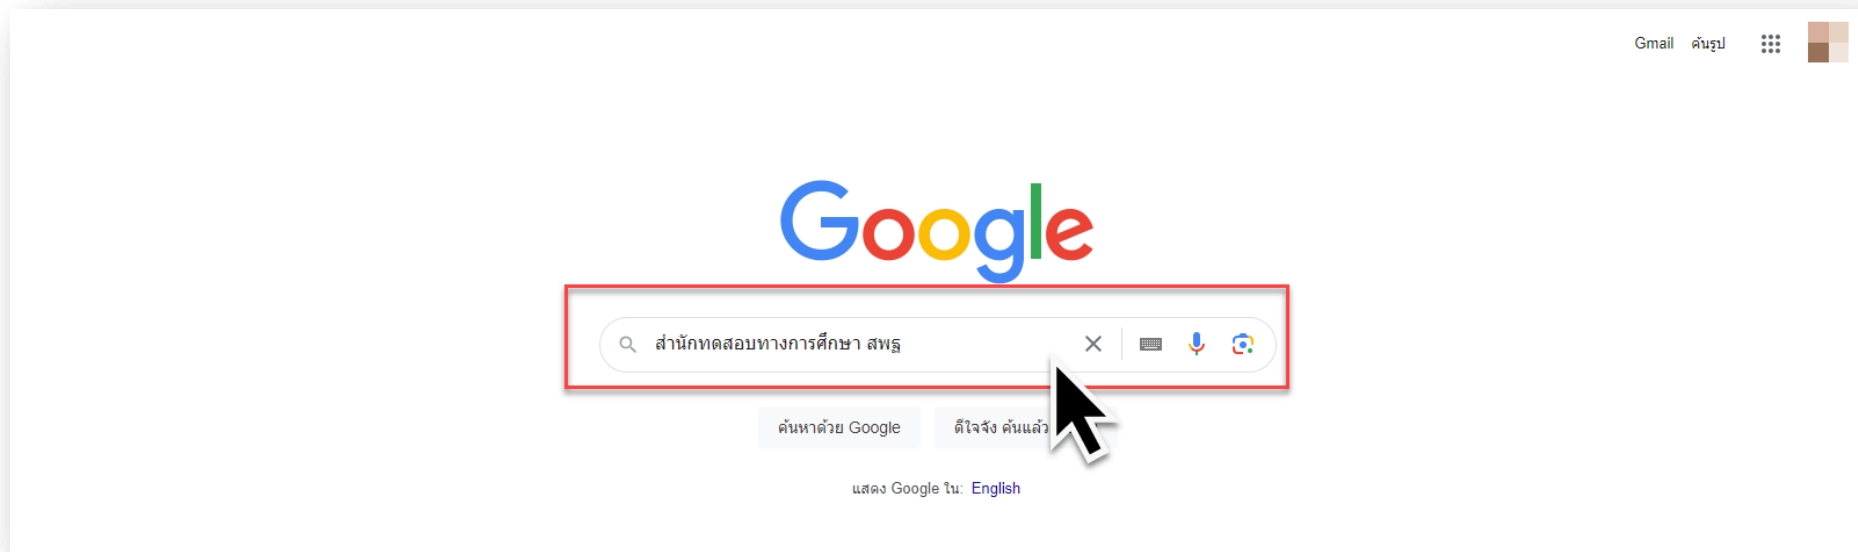 Gmail ค้นรูป
Google
สำนักทดสอบทางการศึกษา สพฐ
ค้นหาด้วย Google ดีใจจัง ค้นแล้ว
แสดง Google ใน: English